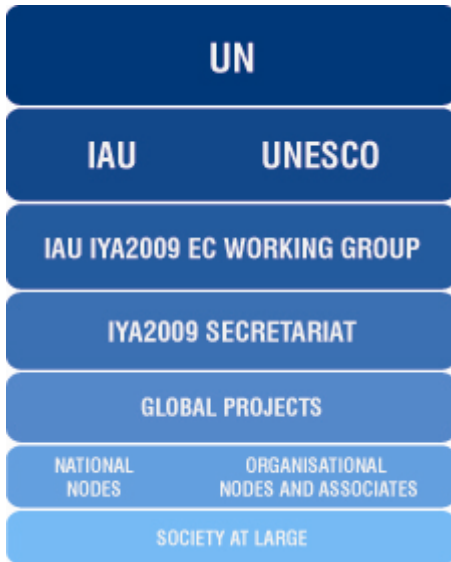 UN
IAU UNESCO
IAU IYA2009 EC WORKING GROUP
IYA2009 SECRETARIAT
GLOBAL PROJECTS
NATIONAL
NODES
ORGANISATIONAL
NODES AND ASSOCIATES
SOCIETY AT LARGE